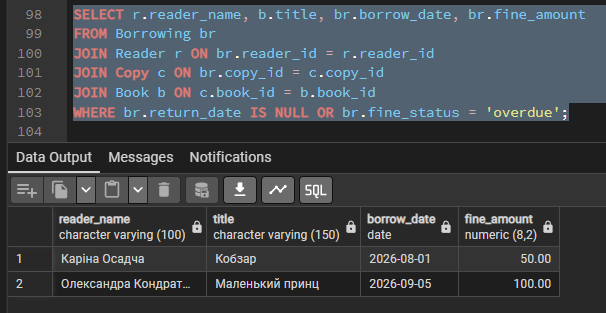 98 SELECT r.reader_name, b.title, br.borrow_date, br.fine_amount
99 FROM Borrowing br
100 JOIN Reader r ON br.reader_id = r.reader_id
101 JOIN Copy c ON br.copy_id = c.copy_id
102 JOIN Book b ON c.book_id = b.book_id
103 WHERE br.return_date IS NULL OR br.fine_status = 'overdue';
104
Data Output Messages Notifications
SQL
reader_name title borrow_date fine_amount
character varying (100) character varying (150) date numeric (8,2)
1 Каріна Осадча Кобзар 2026-08-01 50.00
2 Олександра Кондрат... Маленький принц 2026-09-05 100.00